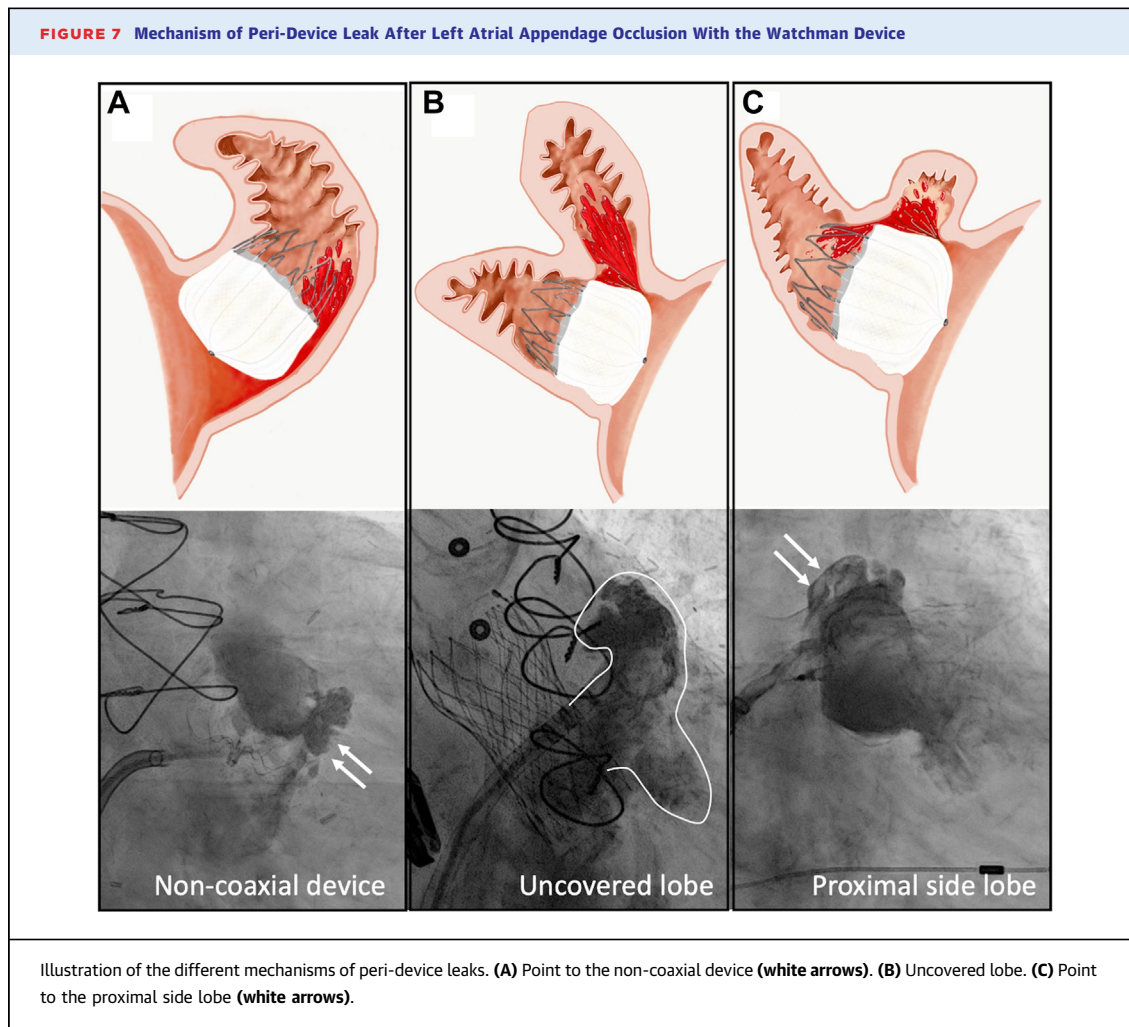 FIGURE 7 Mechanism of Peri-Device Leak After Left Atrial Appendage Occlusion With the Watchman Device
A
B
C
Non-coaxial device
Uncovered lobe
Proximal side lobe
Illustration of the different mechanisms of peri-device leaks. (A) Point to the non-coaxial device (white arrows). (B) Uncovered lobe. (C) Point
to the proximal side lobe (white arrows).